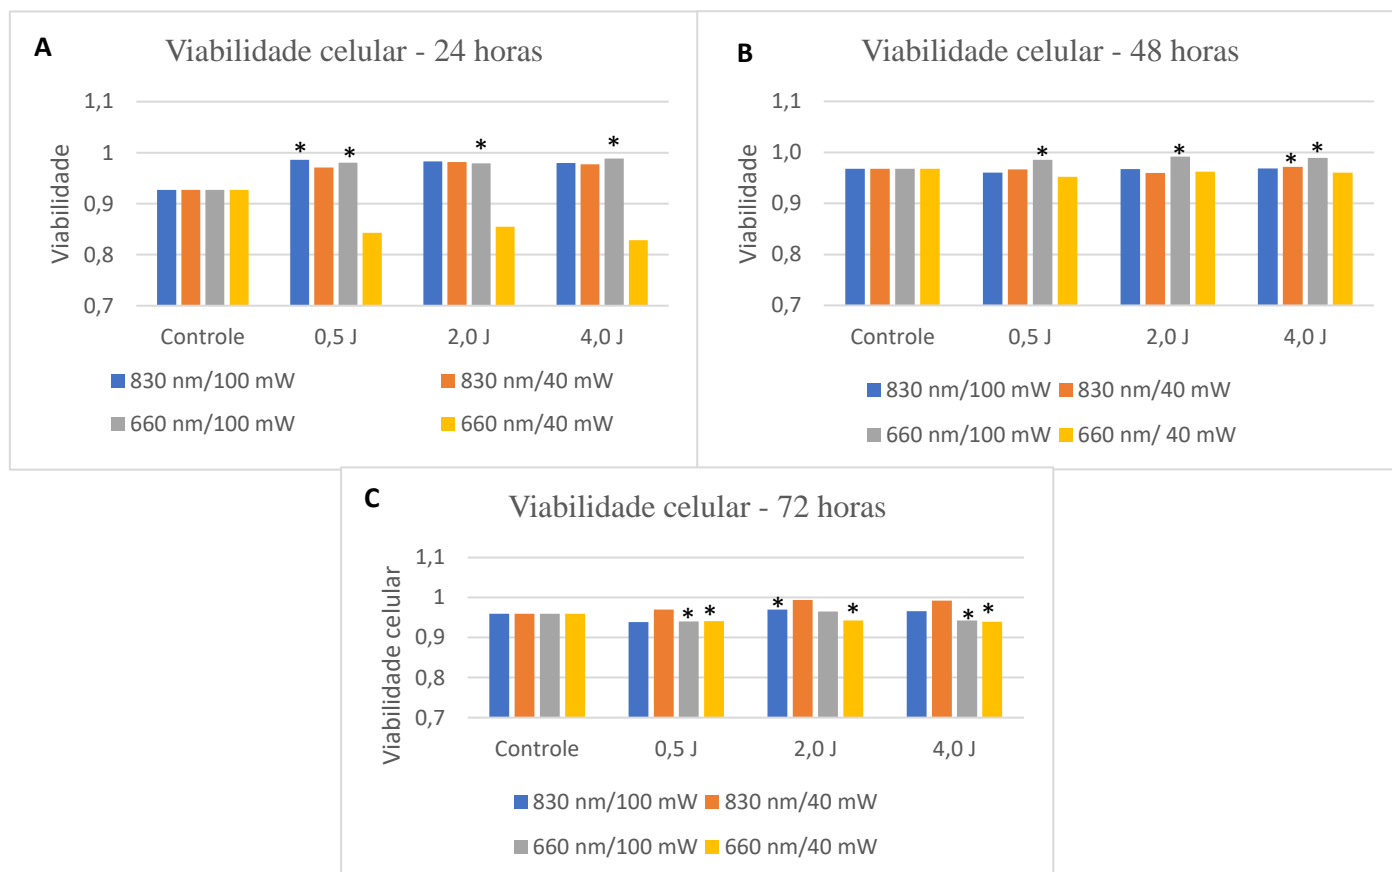 A
Viabilidade celular - 24 horas
Viabilidade
1,1
1
0,9
0,8
0,7
* * * *
Controle 0,5 J 2,0 J 4,0 J
830 nm/100 mW 830 nm/40 mW
660 nm/100 mW 660 nm/40 mW
B
Viabilidade celular - 48 horas
Viabilidade
1,1
1,0
0,9
0,8
0,7
* * * *
Controle 0,5 J 2,0 J 4,0 J
830 nm/100 mW 830 nm/40 mW
660 nm/100 mW 660 nm/ 40 mW
C
Viabilidade celular - 72 horas
Viabilidade celular
1,1
1
0,9
0,8
0,7
* * * * * *
Controle 0,5 J 2,0 J 4,0 J
830 nm/100 mW 830 nm/40 mW
660 nm/100 mW 660 nm/40 mW